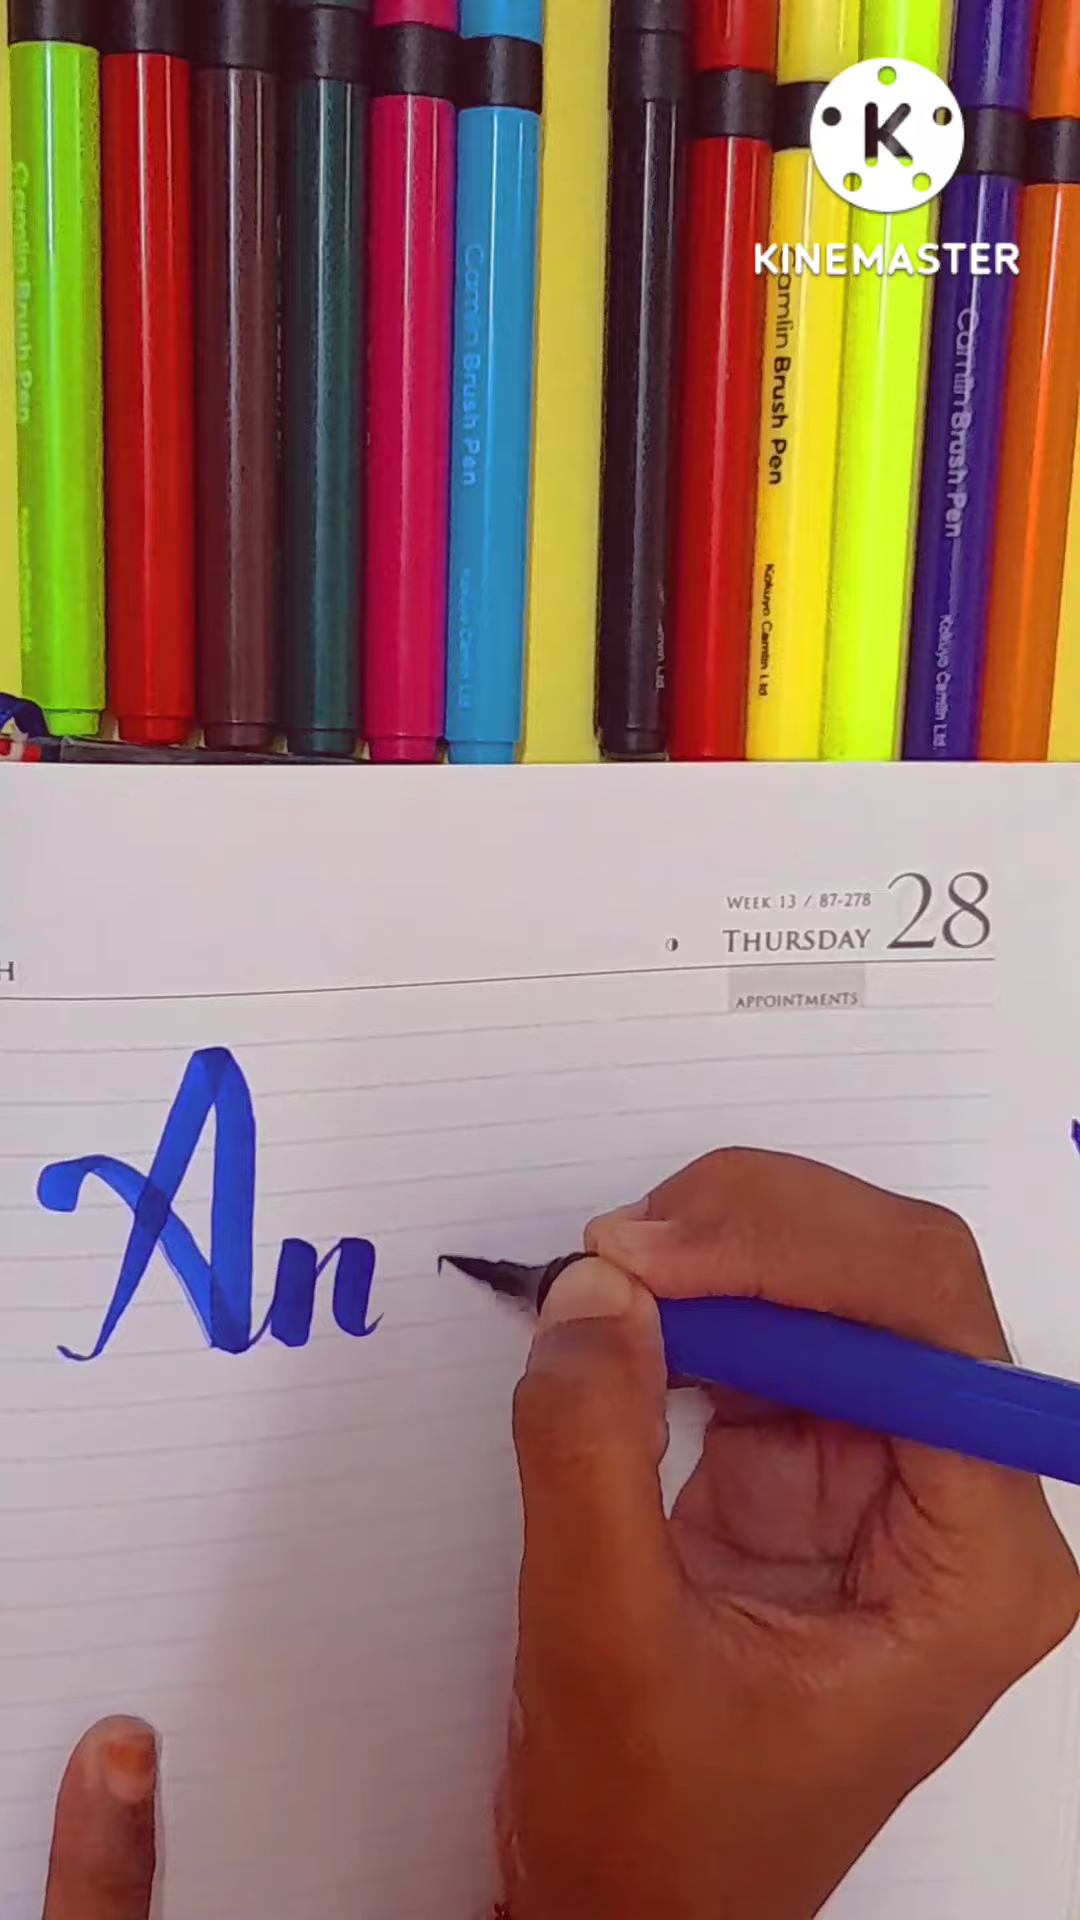 Camlin Brush Pen
Camlin Brush Pen
Camlin Brush Pen
Kokuyo Camlin Ltd.
Camlin Brush Pen
Kokuyo Camlin Ltd.
K
KINEMASTER
WEEK 13 / 87-278
THURSDAY 28
APPOINTMENTS
An